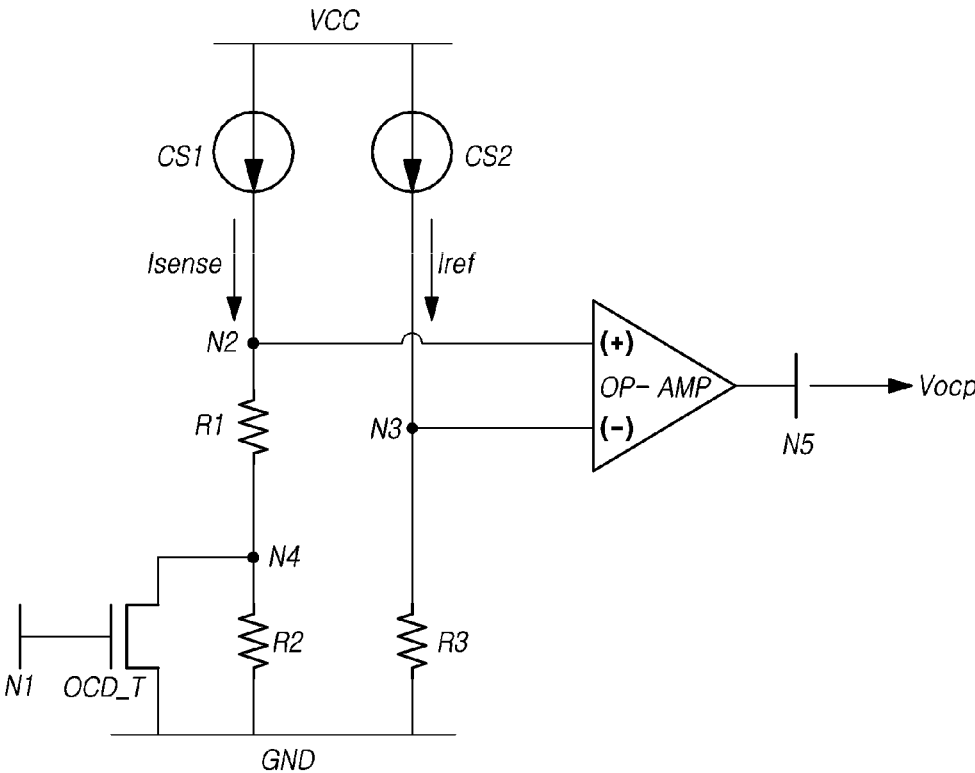 VCC
CS1
CS2
Isense
Iref
N2
(+)
OP- AMP
Vocp
R1
N3
(-)
N5
N4
R2
R3
N1
OCD_T
GND